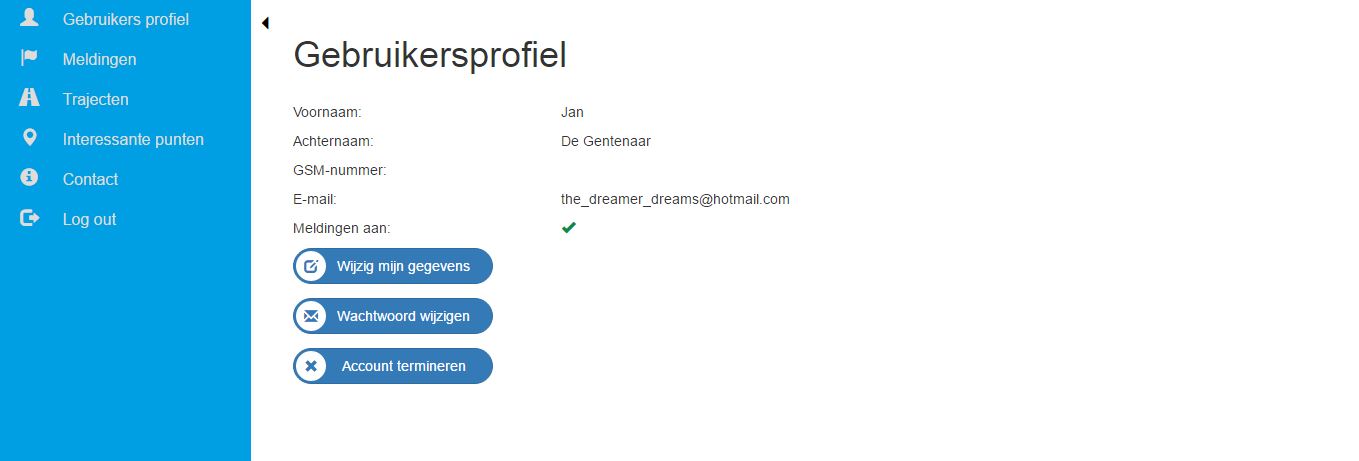 Gebruikers profiel
Meldingen
Trajecten
Interessante punten
Contact
Log out
Gebruikersprofiel
Voornaam: Jan
Achternaam: De Gentenaar
GSM-nummer:
E-mail: the_dreamer_dreams@hotmail.com
Meldingen aan:
Wijzig mijn gegevens
Wachtwoord wijzigen
Account termineren